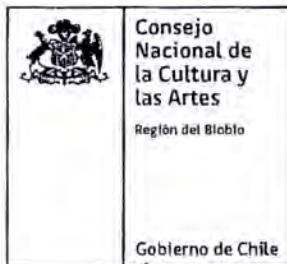 Consejo
Nacional de
la Cultura y
las Artes
Región del Biobío
Gobierno de Chile